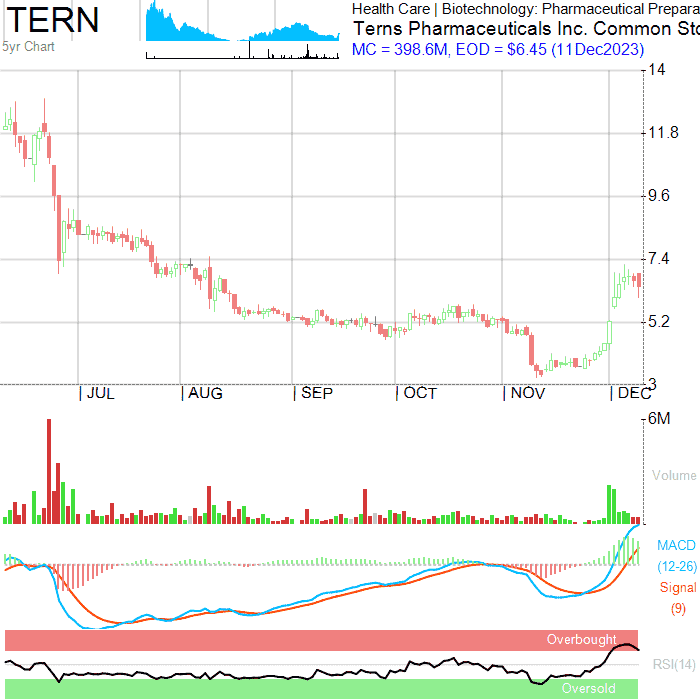 TERN
5yr Chart
Health Care | Biotechnology: Pharmaceutical Prepara
Terns Pharmaceuticals Inc. Common Sto
MC = 398.6M, EOD = $6.45 (11Dec2023)
14
11.8
9.6
7.4
5.2
3
| JUL | AUG | SEP | OCT | NOV | DEC
6M
Volume
MACD
(12-26)
Signal
(9)
Overbought
RSI(14)
Oversold